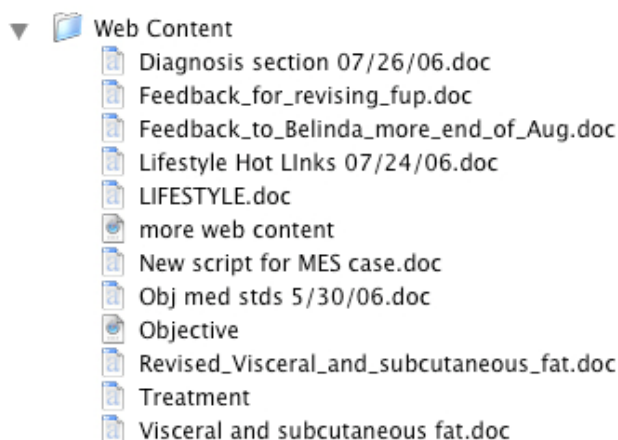 Web Content
Diagnosis section 07/26/06.doc
Feedback_for_revising_fup.doc
Feedback_to_Belinda_more_end_of_Aug.doc
Lifestyle Hot LInks 07/24/06.doc
LIFESTYLE.doc
more web content
New script for MES case.doc
Obj med stds 5/30/06.doc
Objective
Revised_Visceral_and_subcutaneous_fat.doc
Treatment
Visceral and subcutaneous fat.doc